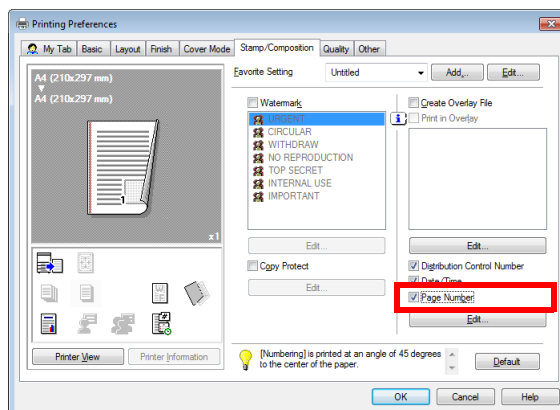 Printing Preferences
My Tab Basic Layout Finish Cover Mode Stamp/Composition Quality Other
A4 (210x297 mm)
A4 (210x297 mm)
1
x1
Favorite Setting Untitled Add... Edit...
Watermark
URGENT
CIRCULAR
WITHDRAW
NO REPRODUCTION
TOP SECRET
INTERNAL USE
IMPORTANT
Edit...
Copy Protect
Edit...
Create Overlay File
Print in Overlay
Edit...
Distribution Control Number
Date/Time
Page Number
Edit...
Printer View Printer Information
[Numbering] is printed at an angle of 45 degrees
to the center of the paper.
Default
OK Cancel Help